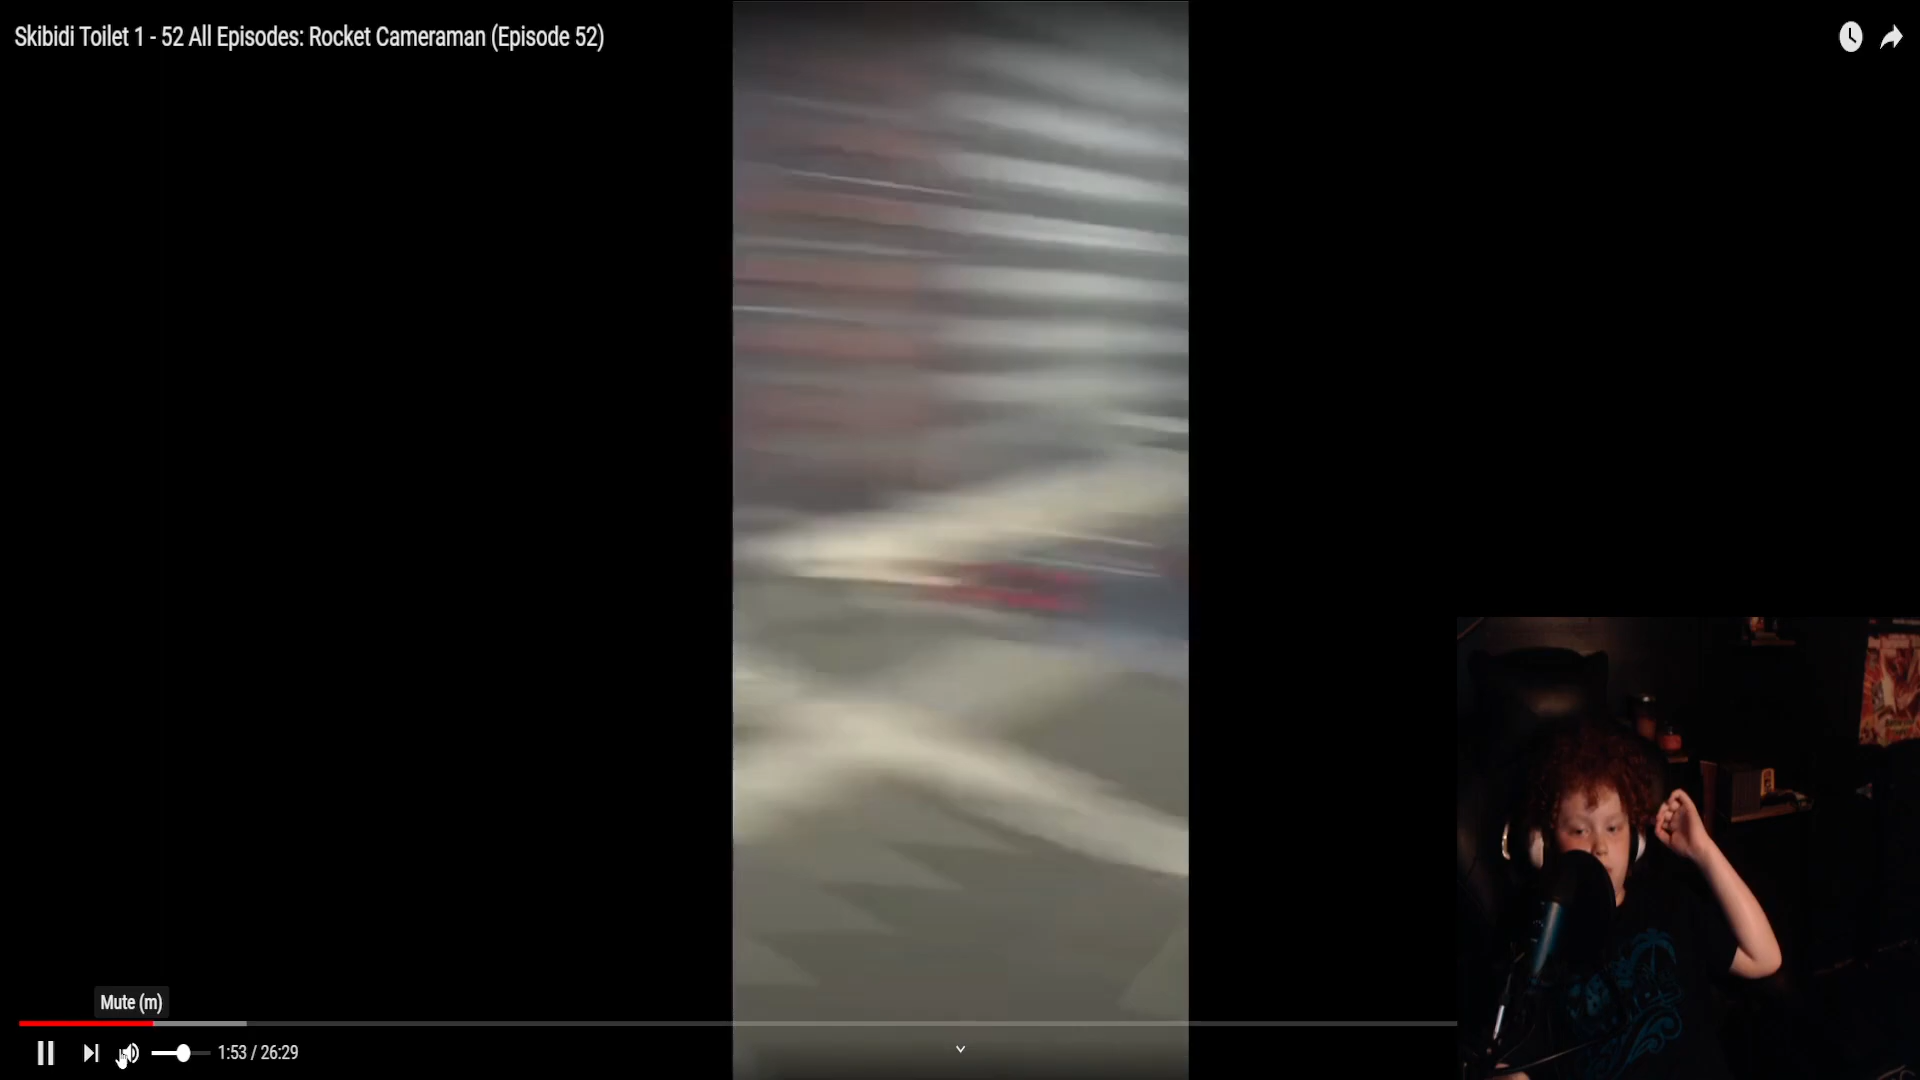 Skibidi Toilet 1 - 52 All Episodes: Rocket Cameraman (Episode 52)
Mute (m)
1:53 / 26:29